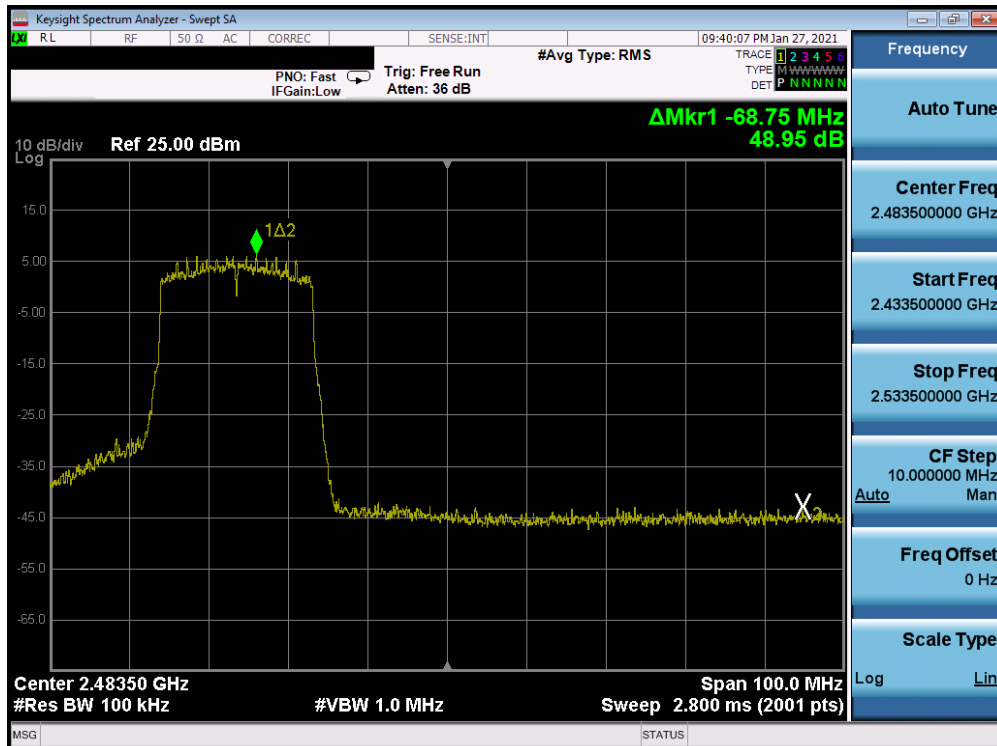 Keysight Spectrum Analyzer - Swept SA
LXI RL RF 50 Ω AC CORREC SENSE:INT 09:40:07 PM Jan 27, 2021
#Avg Type: RMS
TRACE 1 2 3 4 5 6
PNO: Fast Trig: Free Run
TYPE M WWWWW
IFGain:Low Atten: 36 dB
DET P N N N N N
ΔMkr1 -68.75 MHz
48.95 dB
10 dB/div Ref 25.00 dBm
Log
15.0
1Δ2
5.00
-5.00
-15.0
-25.0
-35.0
-45.0
X2
-55.0
-65.0
Center 2.48350 GHz Span 100.0 MHz
#Res BW 100 kHz #VBW 1.0 MHz Sweep 2.800 ms (2001 pts)
MSG STATUS
Frequency
Auto Tune
Center Freq
2.483500000 GHz
Start Freq
2.433500000 GHz
Stop Freq
2.533500000 GHz
CF Step
10.000000 MHz
Auto Man
Freq Offset
0 Hz
Scale Type
Log Lin